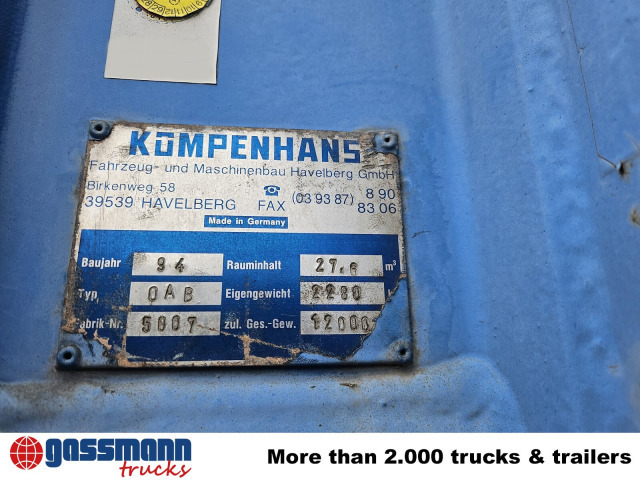 KÜMPENHANS
Fahrzeug- und Maschinenbau Havelberg GmbH
Birkenweg 58
39539 HAVELBERG
☎ FAX (03 93 87) 8 90
83 06
Made in Germany
Baujahr 94 Rauminhalt 27.6 m³
Typ OAB Eigengewicht 2280
Fabrik-Nr. 5007 zul. Ges.-Gew. 12000
gassmann trucks
More than 2.000 trucks & trailers